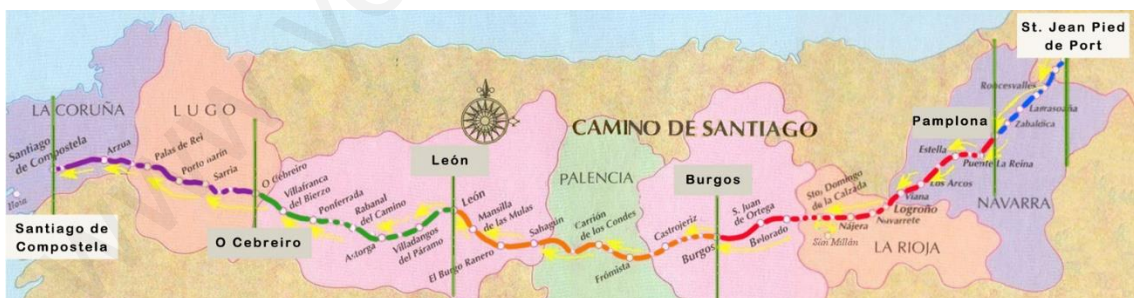 St. Jean Pied
de Port
Roncesvalles
Larrasoaña
Zabaldica
Pamplona
Puente La Reina
Estella
Los Arcos
NAVARRA
Viana
Logroño
Navarrete
Nájera
San Millán
LA RIOJA
Sto. Domingo
de la Calzada
Belorado
S. Juan
de Ortega
Burgos
Burgos
CAMINO DE SANTIAGO
Castrojeriz
Frómista
Carrión
de los Condes
PALENCIA
Sahagún
El Burgo Ranero
Mansilla
de las Mulas
León
León
Villadangos
del Páramo
Astorga
Rabanal
del Camino
Ponferrada
Villafranca
del Bierzo
O Cebreiro
O Cebreiro
LUGO
Sarria
Porto marín
Palas de Rei
Arzua
LA CORUÑA
Santiago
de Compostela
Santiago de
Compostela